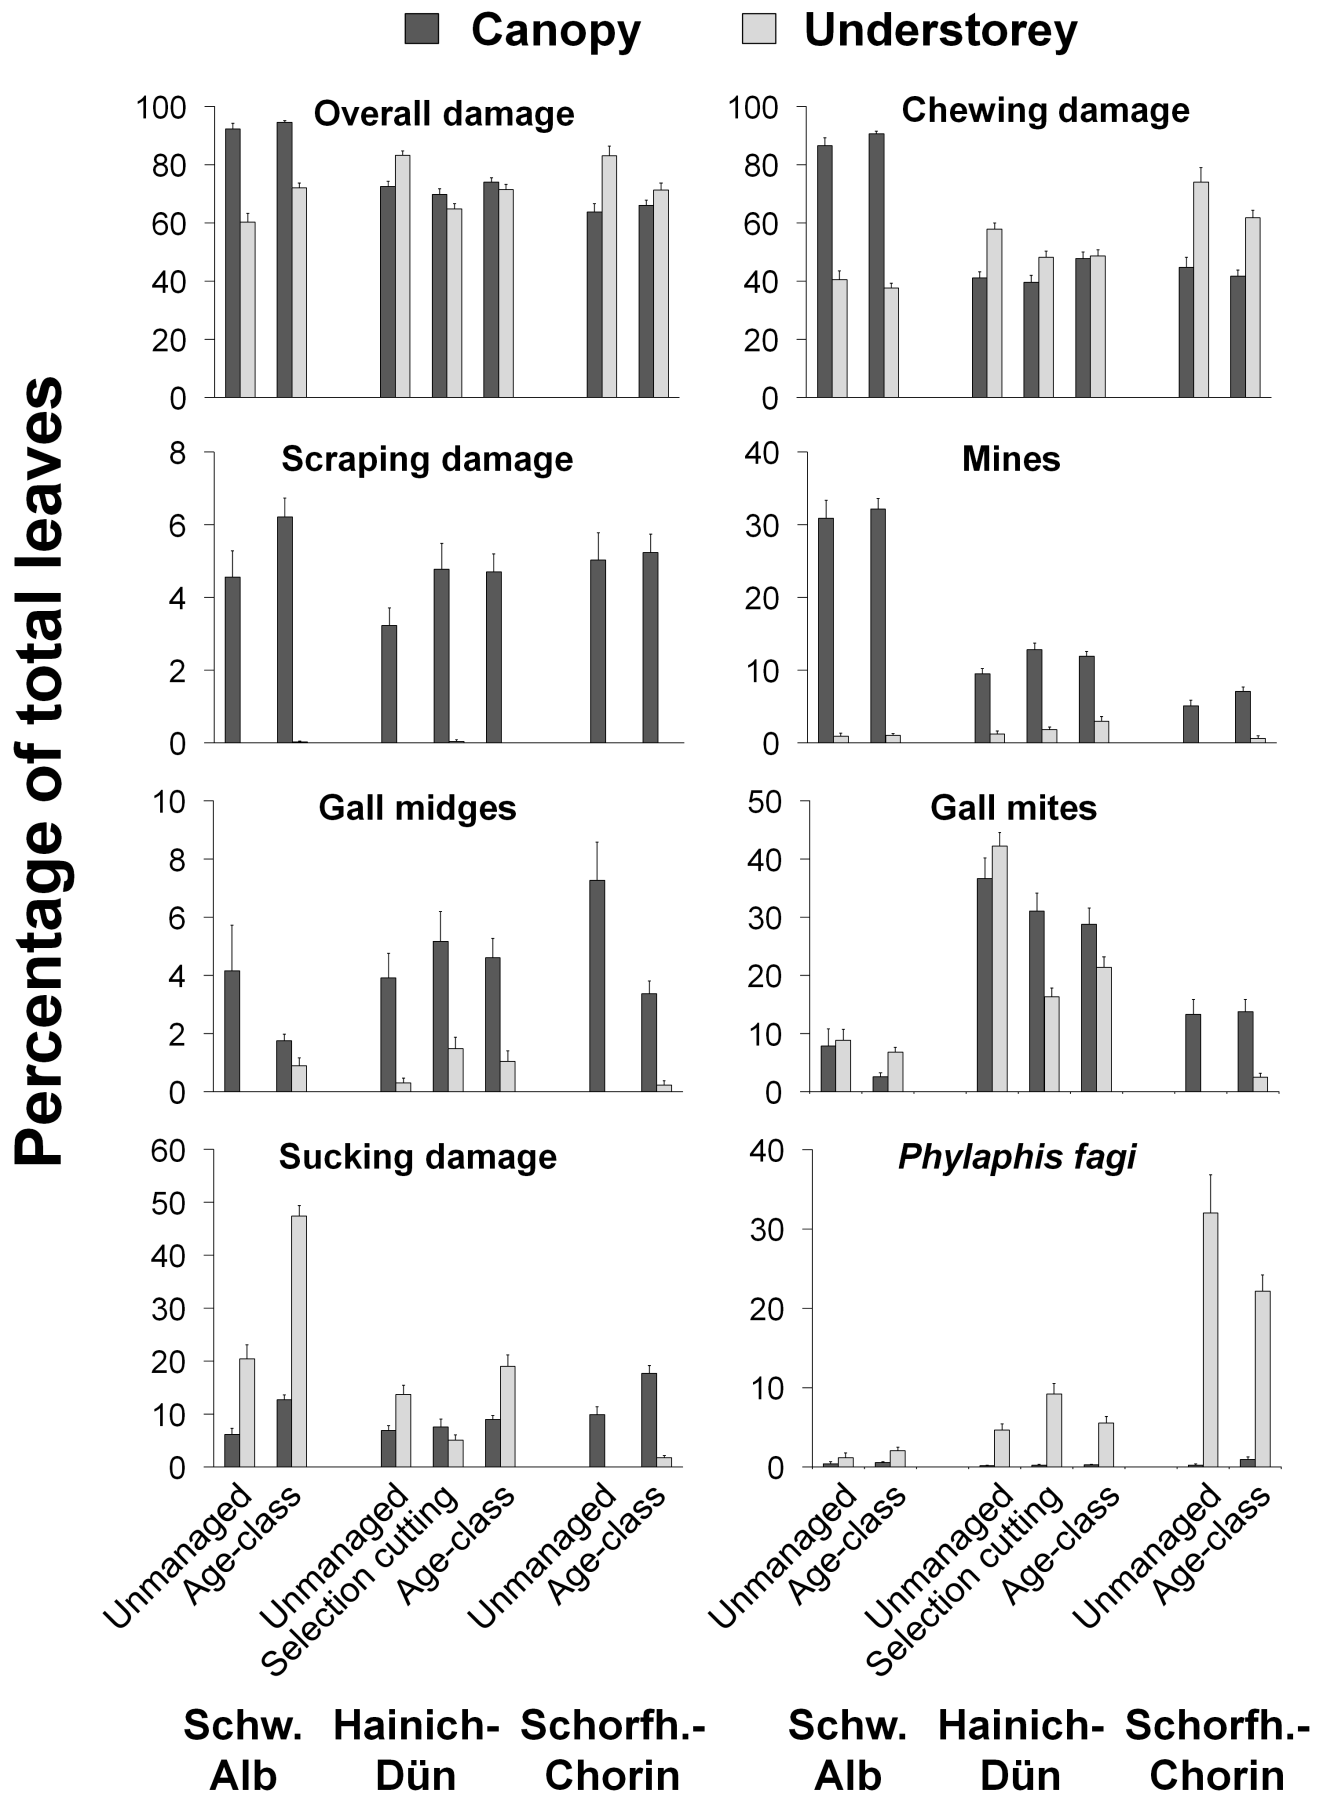 Canopy Understorey
Percentage of total leaves
Overall damage
100
80
60
40
20
0
Chewing damage
100
80
60
40
20
0
Scraping damage
8
6
4
2
0
Mines
40
30
20
10
0
Gall midges
10
8
6
4
2
0
Gall mites
50
40
30
20
10
0
Sucking damage
60
50
40
30
20
10
0
Phylaphis fagi
40
30
20
10
0
Unmanaged
Age-class
Unmanaged
Selection cutting
Age-class
Unmanaged
Age-class
Unmanaged
Age-class
Unmanaged
Selection cutting
Age-class
Unmanaged
Age-class
Schw. Alb
Hainich-
Dün
Schorfh.-
Chorin
Schw.
Alb
Hainich-
Dün
Schorfh.-
Chorin